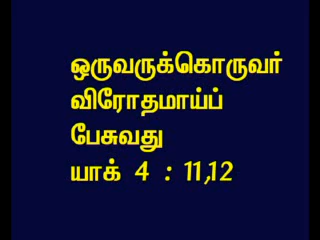 ஒருவருக்கொருவர்
விரோதமாய்ப்
பேசுவது
யாக் 4 : 11,12